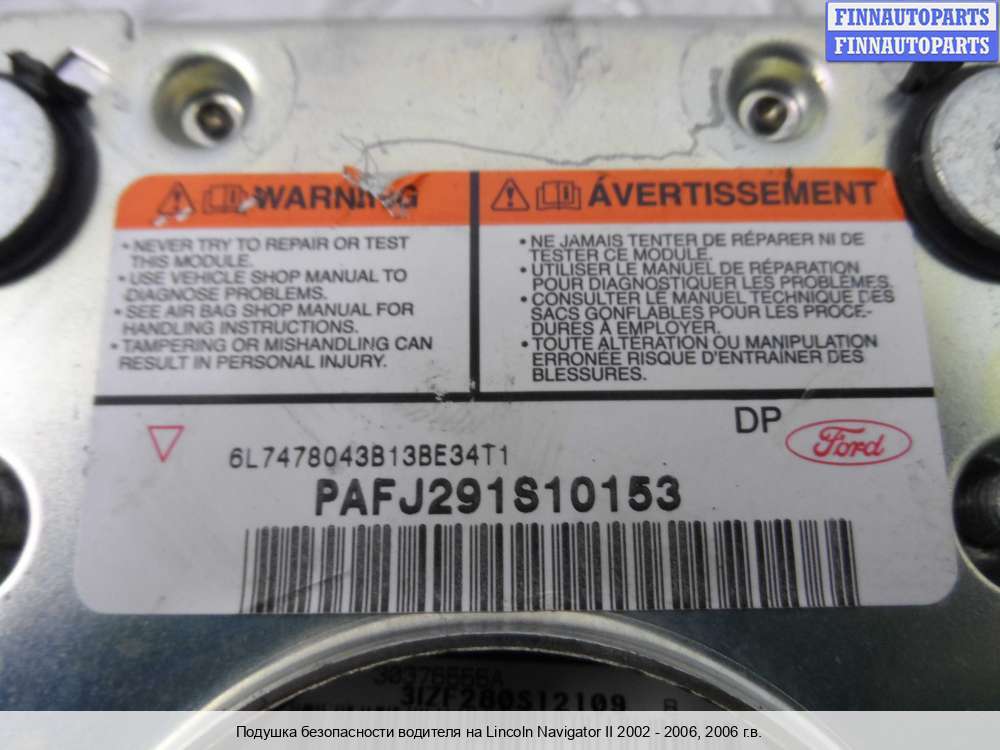 FINNAUTOPARTS
FINNAUTOPARTS
WARNING
• NEVER TRY TO REPAIR OR TEST
THIS MODULE.
• USE VEHICLE SHOP MANUAL TO
DIAGNOSE PROBLEMS.
• SEE AIR BAG SHOP MANUAL FOR
HANDLING INSTRUCTIONS.
• TAMPERING OR MISHANDLING CAN
RESULT IN PERSONAL INJURY.
ÁVERTISSEMENT
• NE JAMAIS TENTER DE RÉPARER NI DE
TESTER CE MODULE.
• UTILISER LE MANUEL DE RÉPARATION
POUR DIAGNOSTIQUER LES PROBLÈMES.
• CONSULTER LE MANUEL TECHNIQUE DES
SACS GONFLABLES POUR LES PROCÉ-
DURES À EMPLOYER.
• TOUTE ALTÉRATION OU MANIPULATION
ERRONÉE RISQUE D'ENTRAÎNER DES
BLESSURES.
DP
Ford
6L7478043B13BE34T1
PAFJ291S10153
31ZF280S12109
Подушка безопасности водителя на Lincoln Navigator II 2002 - 2006, 2006 г.в.